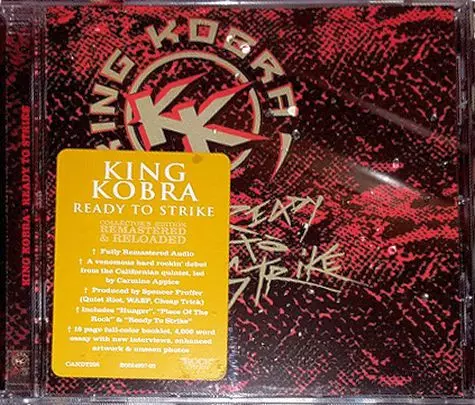 KING KOBRA
KING KOBRA - READY TO STRIKE
READY
TO
STRIKE
KING
KOBRA
READY TO STRIKE
COLLECTOR'S EDITION
REMASTERED
& RELOADED
† Fully Remastered Audio
† A venomous hard rockin' debut
from the Californian quintet, led
by Carmine Appice
† Produced by Spencer Proffer
(Quiet Riot, WASP, Cheap Trick)
† Includes "Hunger", "Piece Of The
Rock" & "Ready To Strike"
† 16 page full-color booklet, 4,000 word
essay with new interviews, enhanced
artwork & unseen photos
ROCK